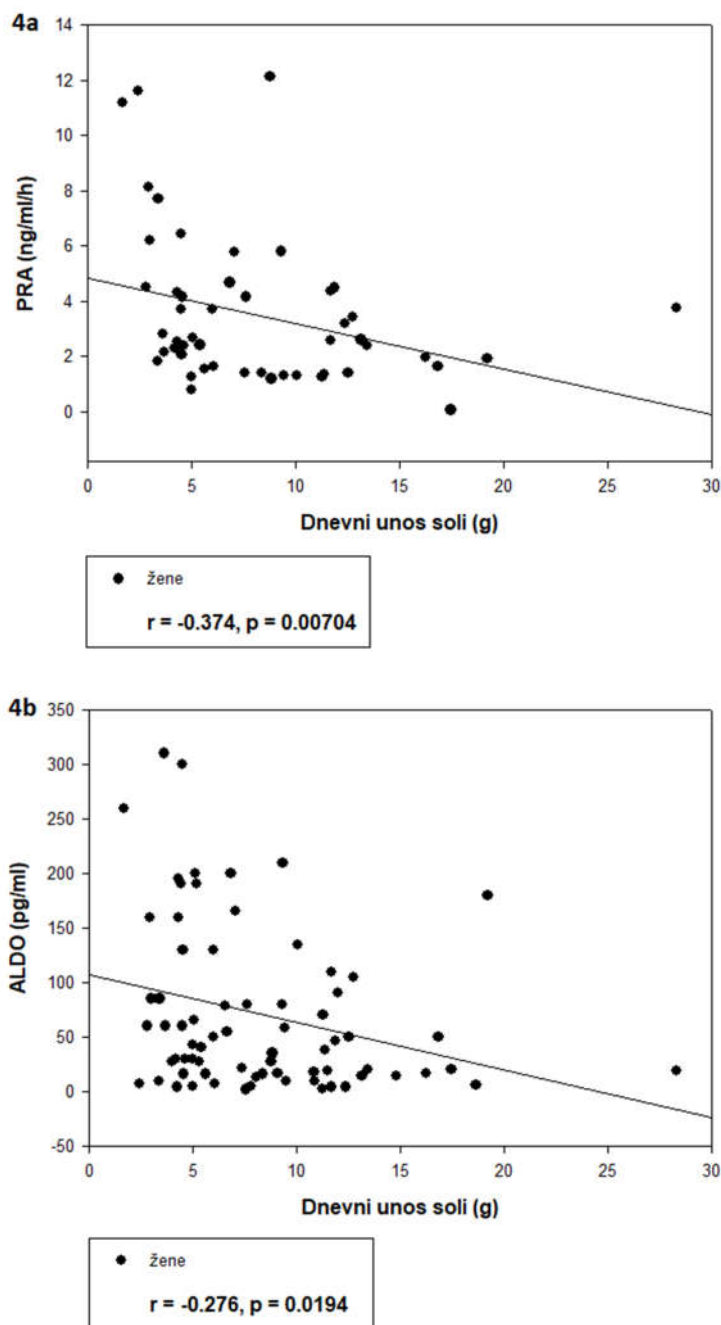 4a
14
12
10
8
6
4
2
0
PRA (ng/ml/h)
0 5 10 15 20 25 30
Dnevni unos soli (g)
žene
r = -0.374, p = 0.00704
4b
350
300
250
200
150
100
50
0
-50
ALDO (pg/ml)
0 5 10 15 20 25 30
Dnevni unos soli (g)
žene
r = -0.276, p = 0.0194